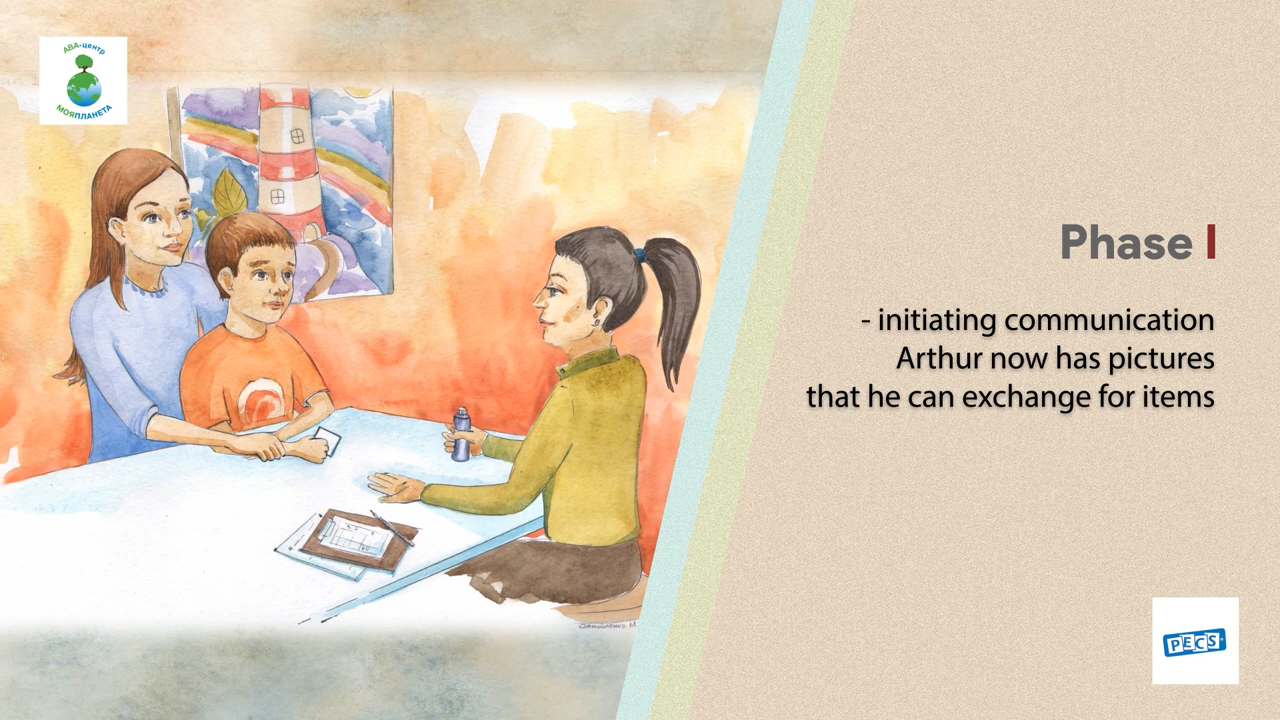 АВА-центр
МОЯПЛАНЕТА
Phase I
- initiating communication
Arthur now has pictures
that he can exchange for items
PECS